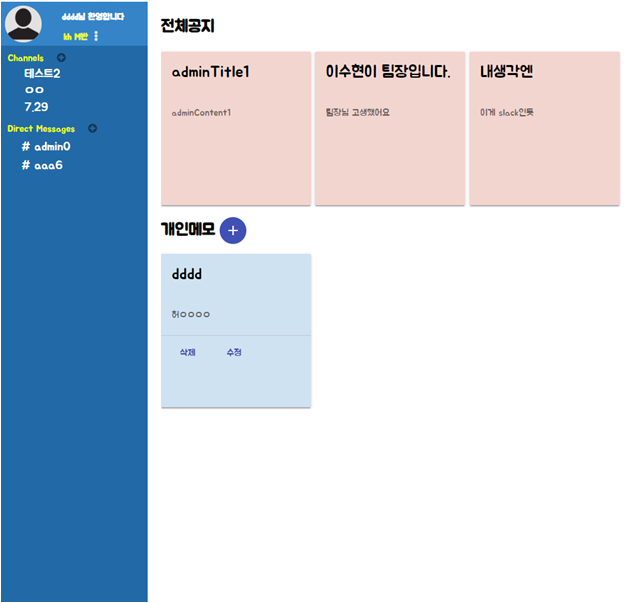 dddd님 환영합니다
kh M반
Channels
테스트2
ㅇㅇ
7.29
Direct Messages
# admin0
# aaa6
전체공지
adminTitle1
adminContent1
이수현이 팀장입니다.
팀장님 고생했어요
내생각엔
이게 slack인듯
개인메모 +
dddd
허ㅇㅇㅇㅇ
삭제 수정